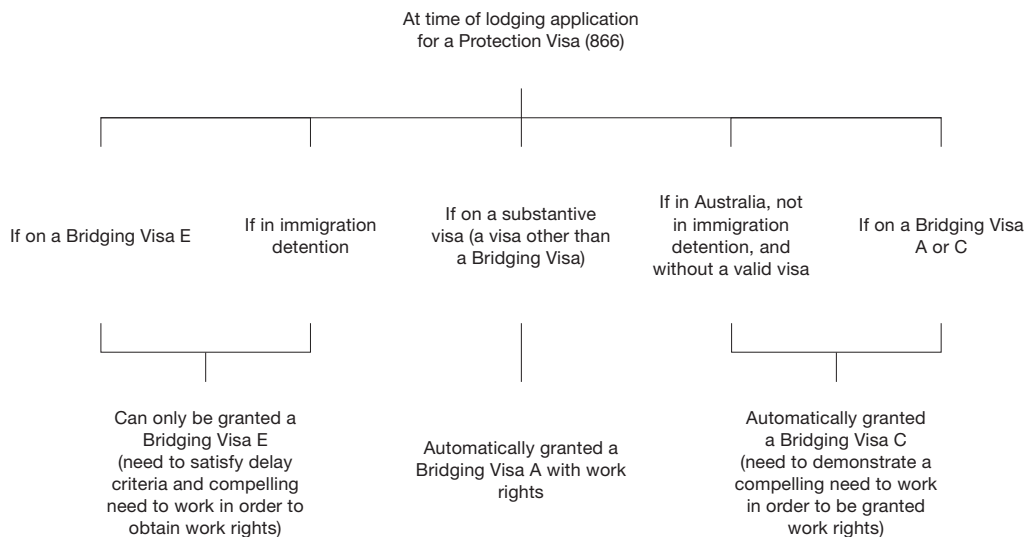 At time of lodging application
for a Protection Visa (866)
If on a Bridging Visa E
If in immigration
detention
If on a substantive
visa (a visa other than
a Bridging Visa)
If in Australia, not
in immigration
detention, and
without a valid visa
If on a Bridging Visa
A or C
Can only be granted a
Bridging Visa E
(need to satisfy delay
criteria and compelling
need to work in order to
obtain work rights)
Automatically granted a
Bridging Visa A with work
rights
Automatically granted
a Bridging Visa C
(need to demonstrate a
compelling need to work
in order to be granted
work rights)